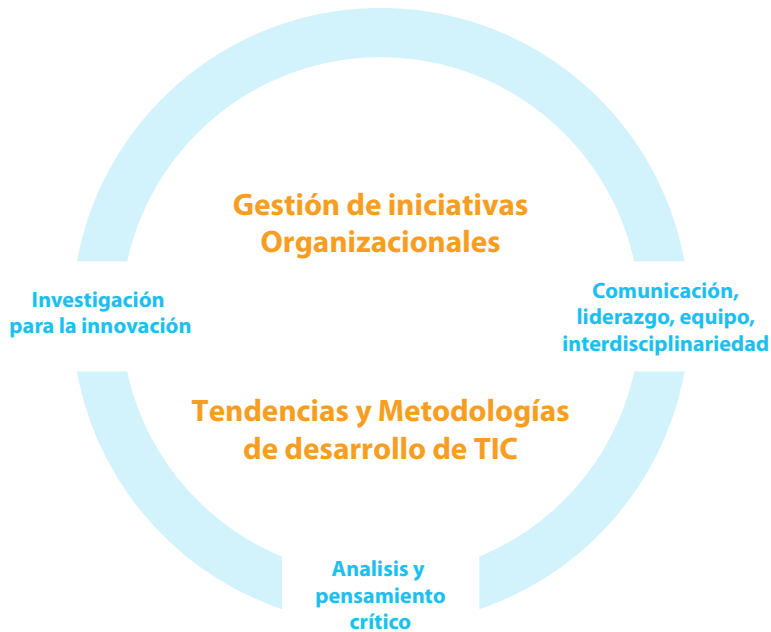 Gestión de iniciativas
Organizacionales
Investigación
para la innovación
Comunicación,
liderazgo, equipo,
interdisciplinariedad
Tendencias y Metodologías
de desarrollo de TIC
Analisis y
pensamiento
crítico